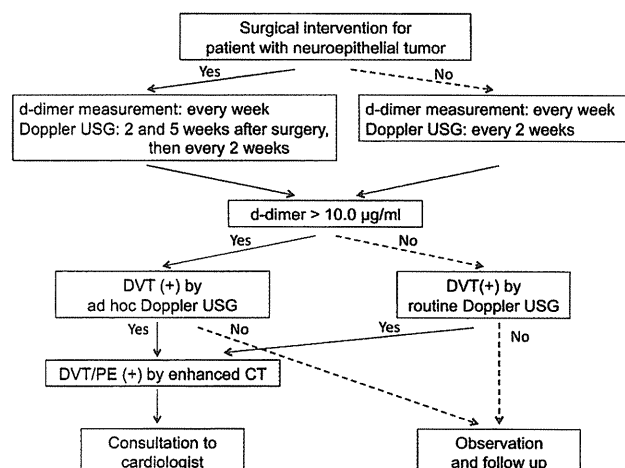 Surgical intervention for
patient with neuroepithelial tumor
Yes
No
d-dimer measurement: every week
Doppler USG: 2 and 5 weeks after surgery,
then every 2 weeks
d-dimer measurement: every week
Doppler USG: every 2 weeks
d-dimer > 10.0 μg/ml
Yes
No
DVT (+) by
ad hoc Doppler USG
DVT(+) by
routine Doppler USG
Yes
No
Yes
No
DVT/PE (+) by enhanced CT
Consultation to
cardiologist
Observation
and follow up